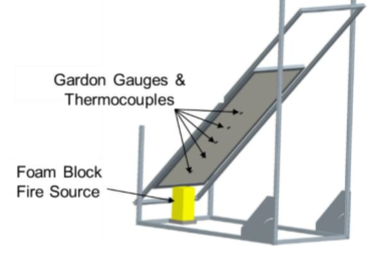 Gardon Gauges &
Thermocouples
Foam Block
Fire Source